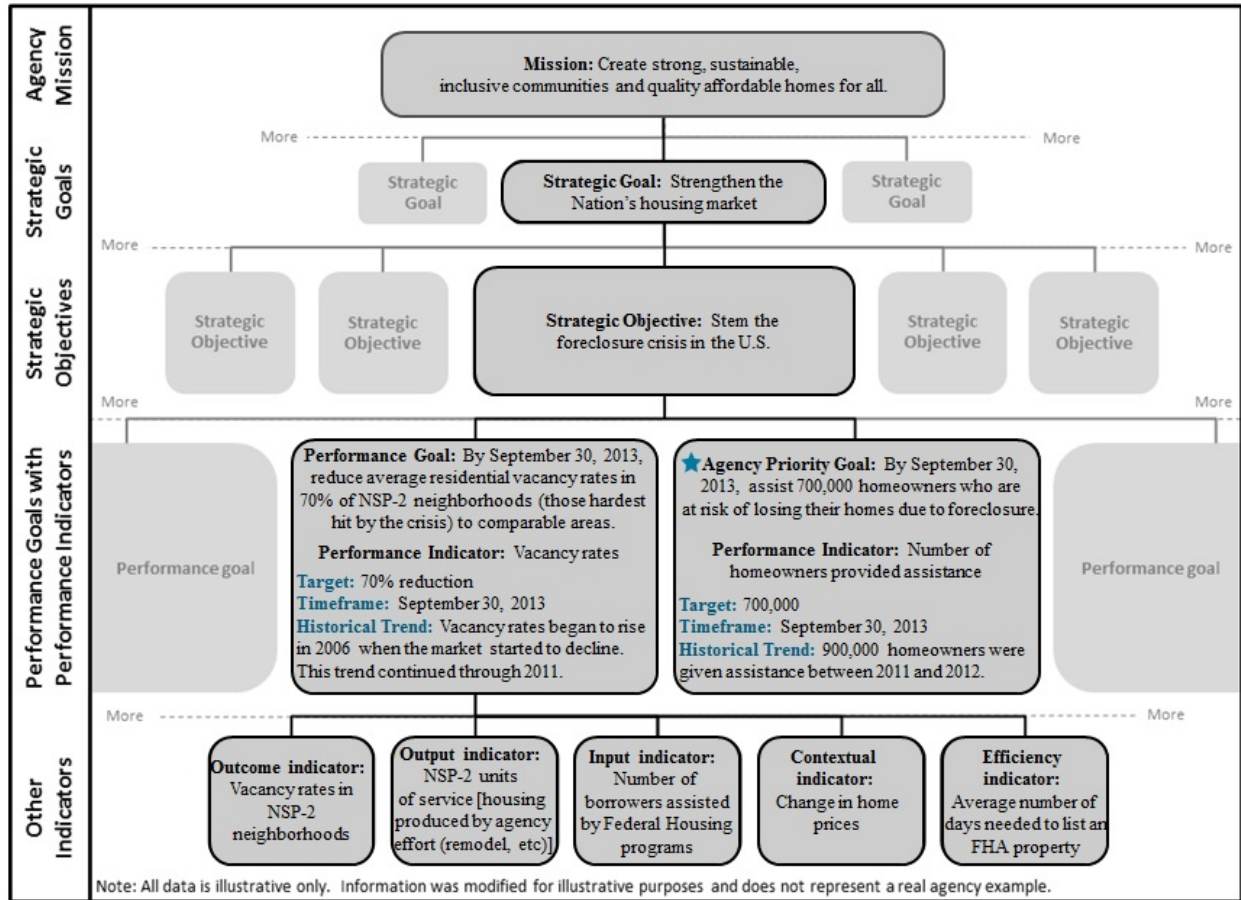 Agency
Mission
Mission: Create strong, sustainable,
inclusive communities and quality affordable homes for all.
More
More
Strategic
Goals
Strategic
Goal
Strategic Goal: Strengthen the
Nation's housing market
Strategic
Goal
More
More
Strategic
Objectives
Strategic
Objective
Strategic
Objective
Strategic Objective: Stem the
foreclosure crisis in the U.S.
Strategic
Objective
Strategic
Objective
More
More
Performance Goals with
Performance Indicators
Performance goal
Performance Goal: By September 30, 2013,
reduce average residential vacancy rates in
70% of NSP-2 neighborhoods (those hardest
hit by the crisis) to comparable areas.
Performance Indicator: Vacancy rates
Target: 70% reduction
Timeframe: September 30, 2013
Historical Trend: Vacancy rates began to rise
in 2006 when the market started to decline.
This trend continued through 2011.
Agency Priority Goal: By September 30,
2013, assist 700,000 homeowners who are
at risk of losing their homes due to foreclosure.
Performance Indicator: Number of
homeowners provided assistance
Target: 700,000
Timeframe: September 30, 2013
Historical Trend: 900,000 homeowners were
given assistance between 2011 and 2012.
Performance goal
More
More
Other
Indicators
Outcome indicator:
Vacancy rates in
NSP-2
neighborhoods
Output indicator:
NSP-2 units
of service [housing
produced by agency
effort (remodel, etc)]
Input indicator:
Number of
borrowers assisted
by Federal Housing
programs
Contextual
indicator:
Change in home
prices
Efficiency
indicator:
Average number of
days needed to list an
FHA property
Note: All data is illustrative only. Information was modified for illustrative purposes and does not represent a real agency example.